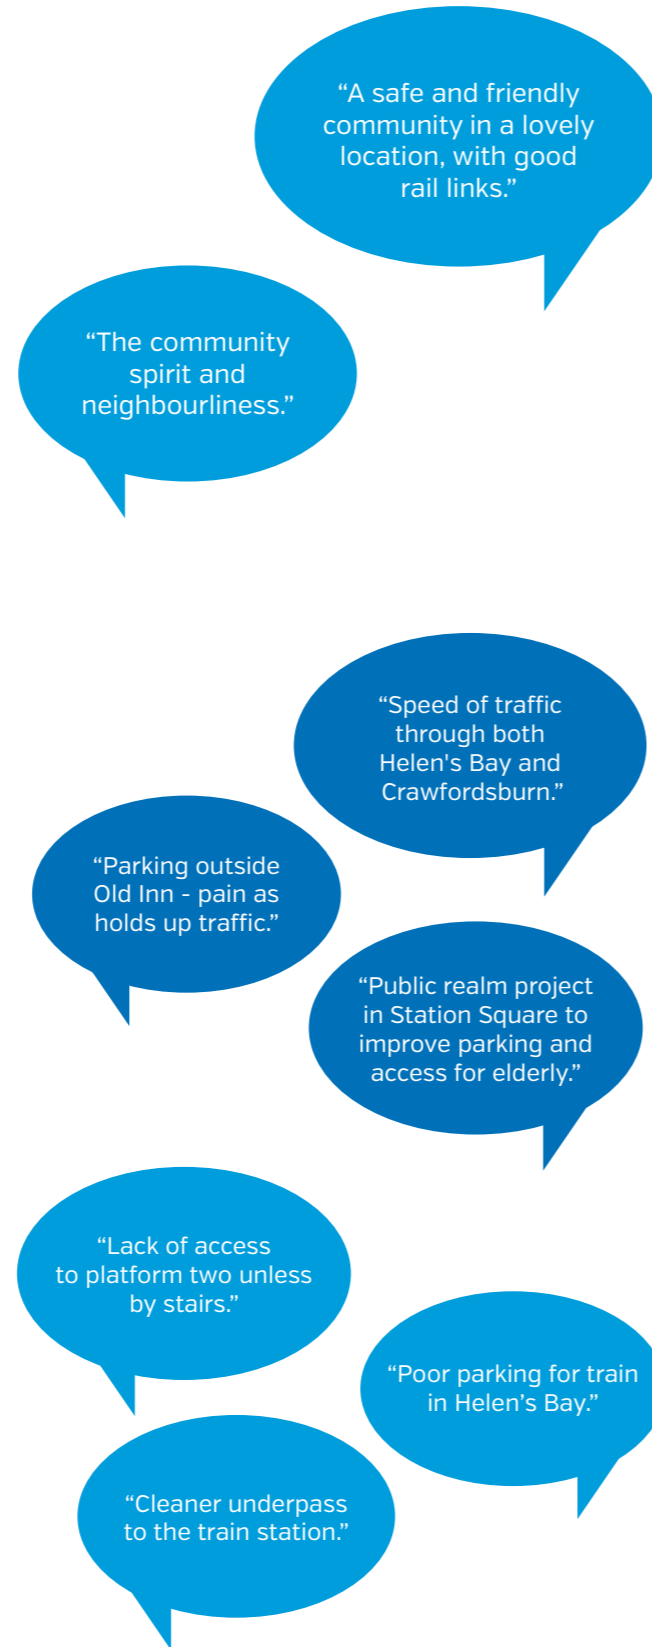 “A safe and friendly
community in a lovely
location, with good
rail links.”
“The community
spirit and
neighbourliness.”
“Speed of traffic
through both
Helen's Bay and
Crawfordsburn.”
“Parking outside
Old Inn - pain as
holds up traffic.”
“Public realm project
in Station Square to
improve parking and
access for elderly.”
“Lack of access
to platform two unless
by stairs.”
“Poor parking for train
in Helen’s Bay.”
“Cleaner underpass
to the train station.”